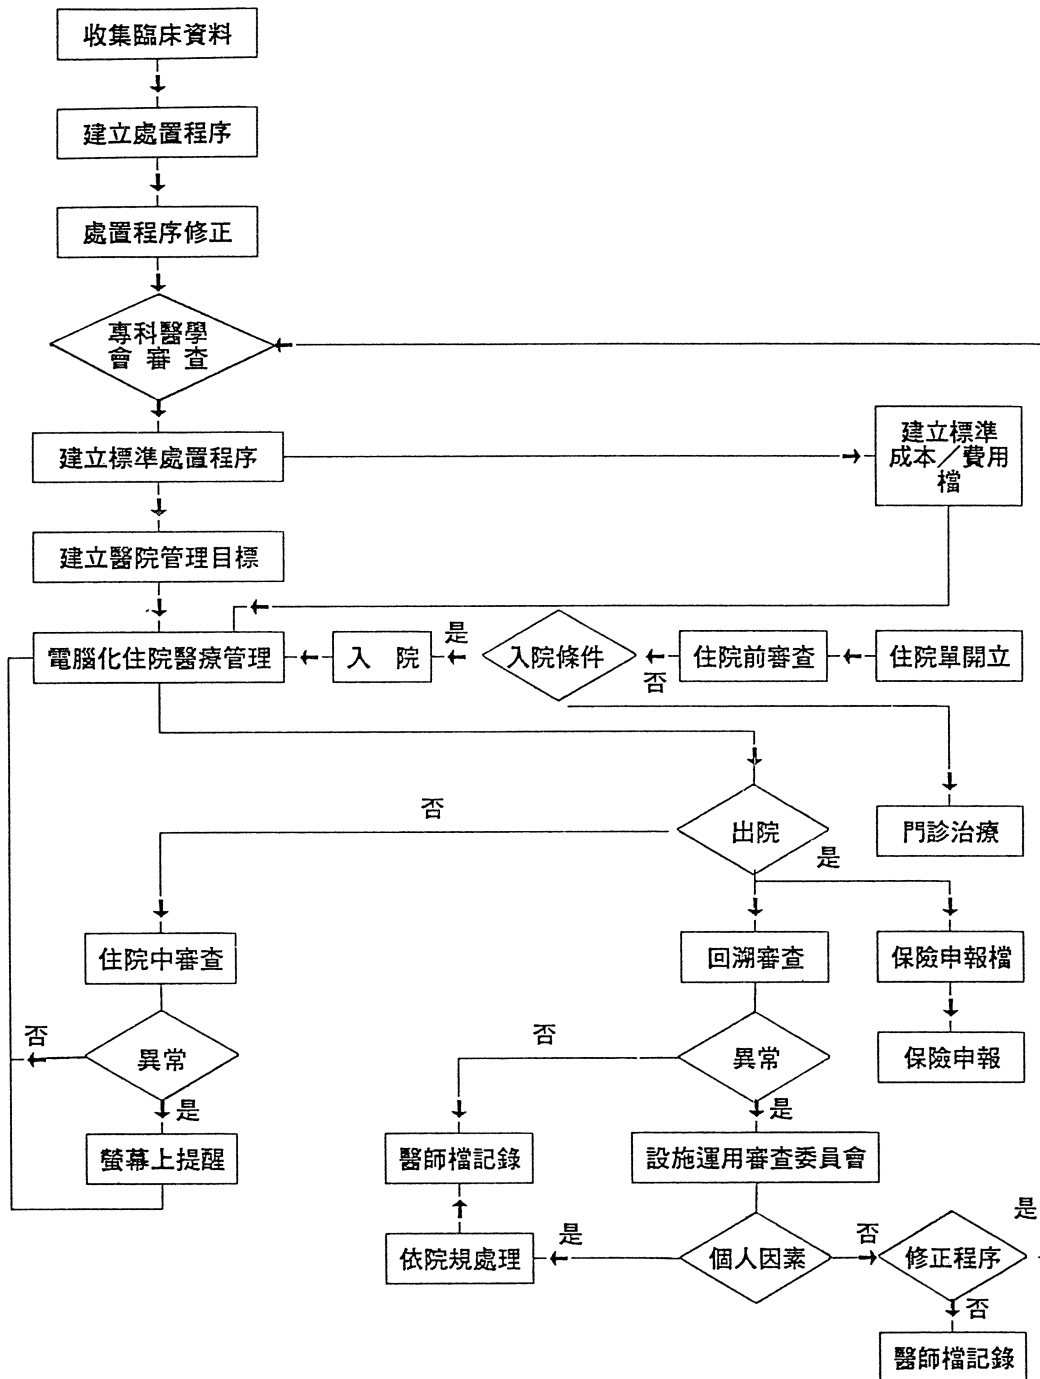 收集臨床資料
建立處置程序
處置程序修正
專科醫學
會審查
建立標準處置程序
建立標準
成本／費用
檔
建立醫院管理目標
電腦化住院醫療管理
入 院
是
入院條件
否
住院前審查
住院單開立
否
出院
是
門診治療
住院中審查
回溯審查
保險申報檔
否
異常
否
異常
保險申報
是
是
螢幕上提醒
醫師檔記錄
設施運用審查委員會
依院規處理
是
個人因素
否
修正程序
是
否
醫師檔記錄